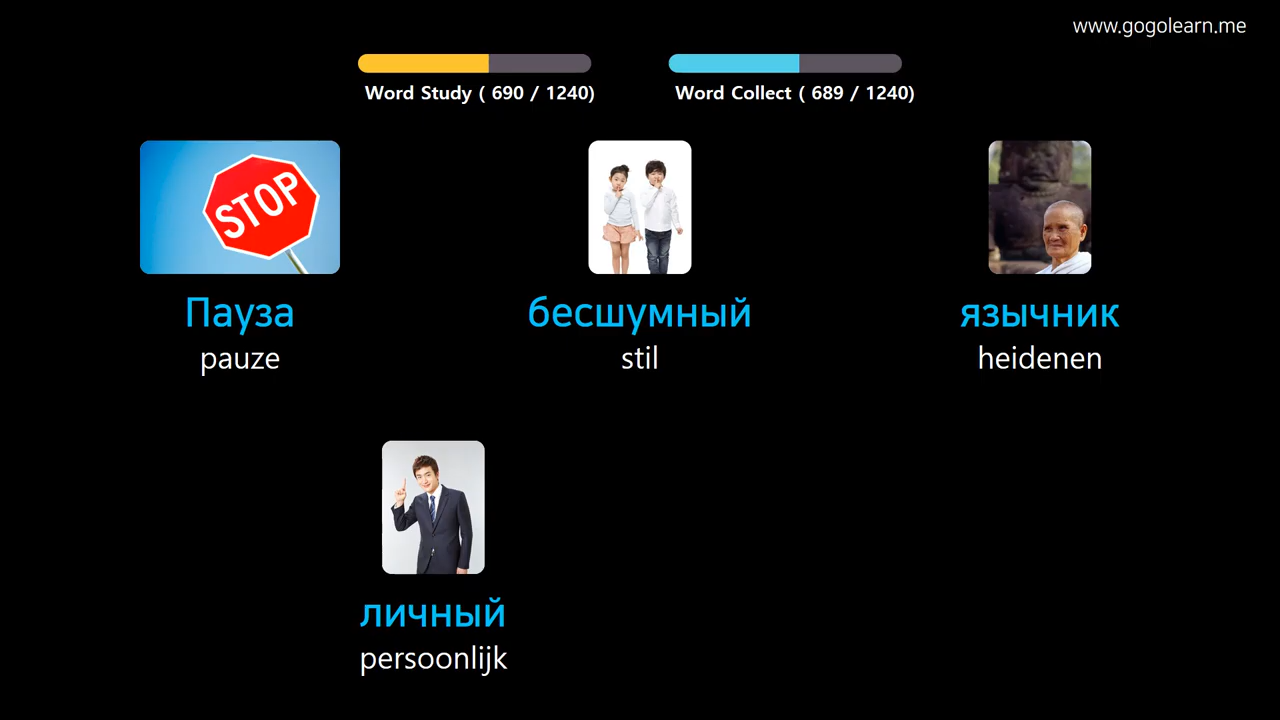 www.gogolearn.me
Word Study ( 690 / 1240)
Word Collect ( 689 / 1240)
STOP
Пауза
pauze
бесшумный
stil
язычник
heidenen
личный
persoonlijk